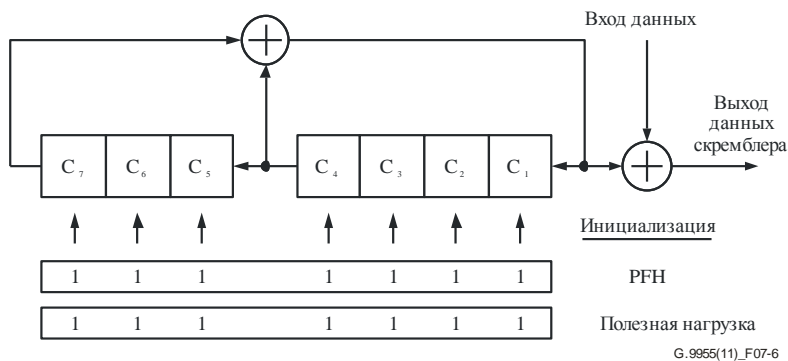 Вход данных
Выход
данных
скремблера
C7 C6 C5 C4 C3 C2 C1
Инициализация
1 1 1 1 1 1 1 PFH
1 1 1 1 1 1 1 Полезная нагрузка
G.9955(11)_F07-6